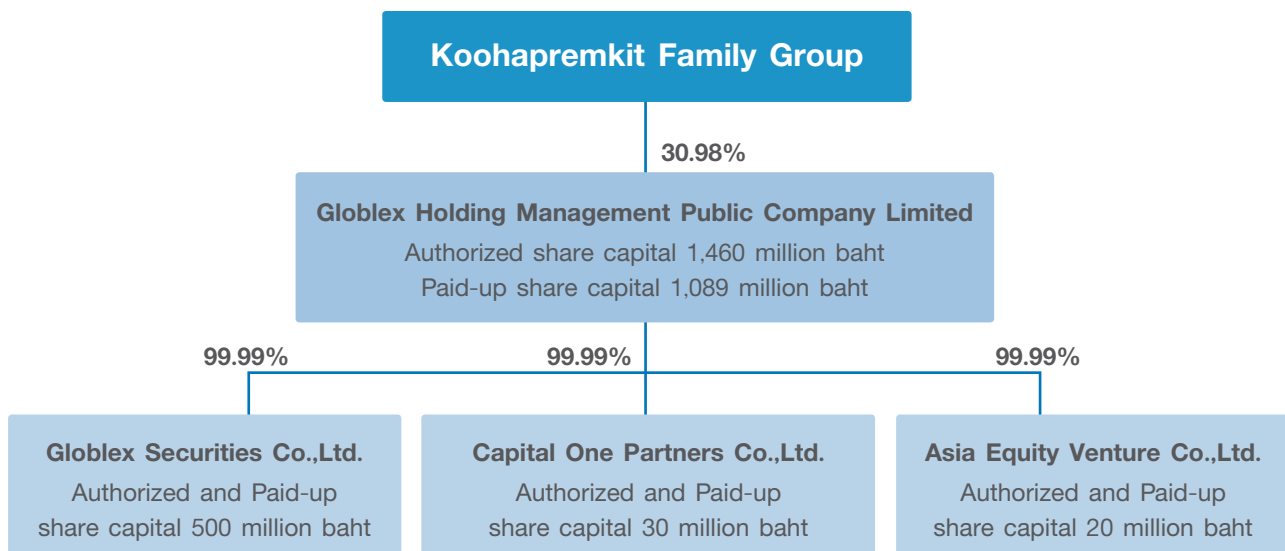 Koohapremkit Family Group
30.98%
Globlex Holding Management Public Company Limited
Authorized share capital 1,460 million baht
Paid-up share capital 1,089 million baht
99.99%
99.99%
99.99%
Globlex Securities Co.,Ltd.
Authorized and Paid-up
share capital 500 million baht
Capital One Partners Co.,Ltd.
Authorized and Paid-up
share capital 30 million baht
Asia Equity Venture Co.,Ltd.
Authorized and Paid-up
share capital 20 million baht